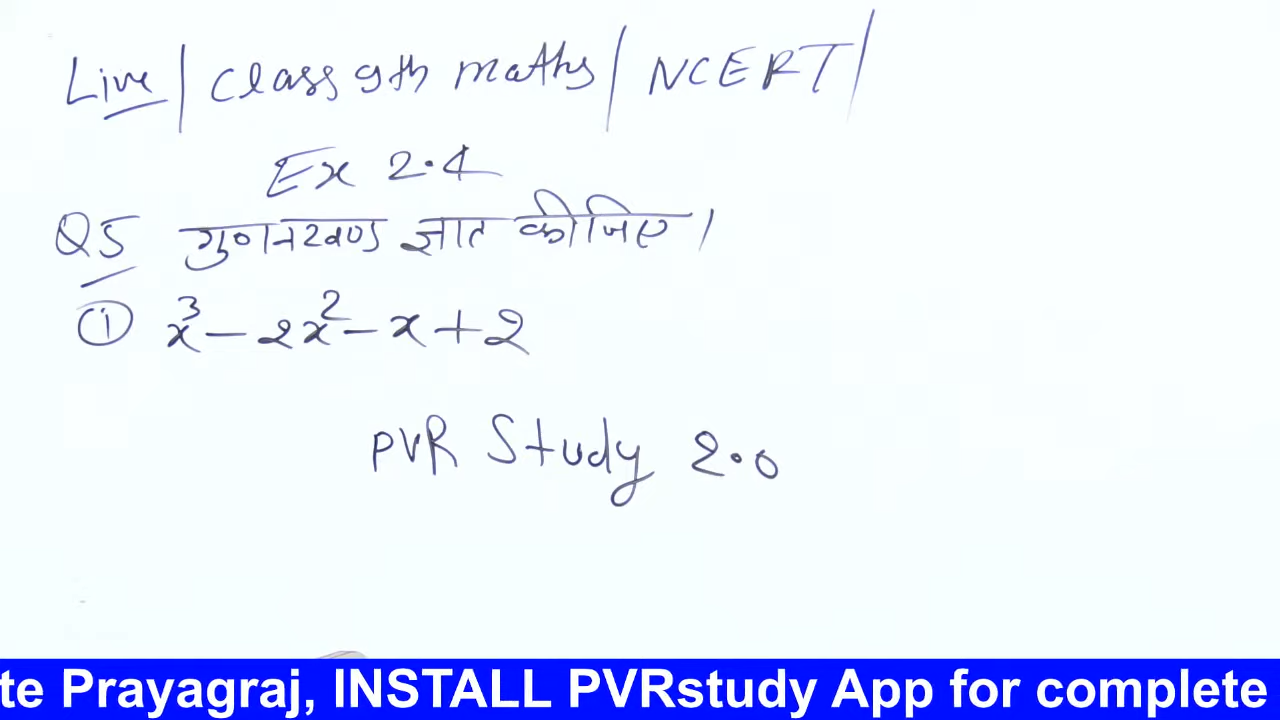 Live / Class 9th maths / NCERT /
Ex 2.4
Q5 गुणनखण्ड ज्ञात कीजिए।
① x³ - 2x² - x + 2
PVR Study 2.0
te Prayagraj, INSTALL PVRstudy App for complete